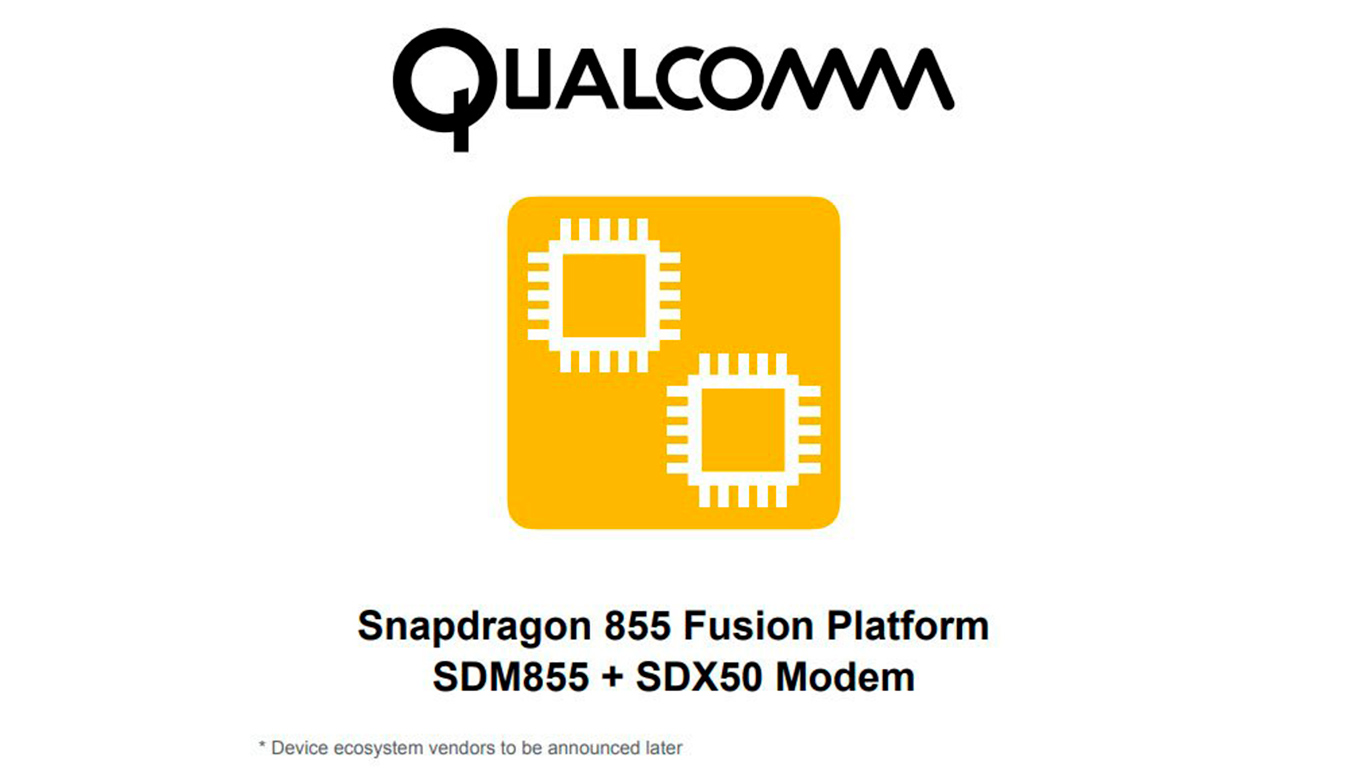 QUALCOMM
Snapdragon 855 Fusion Platform
SDM855 + SDX50 Modem
* Device ecosystem vendors to be announced later